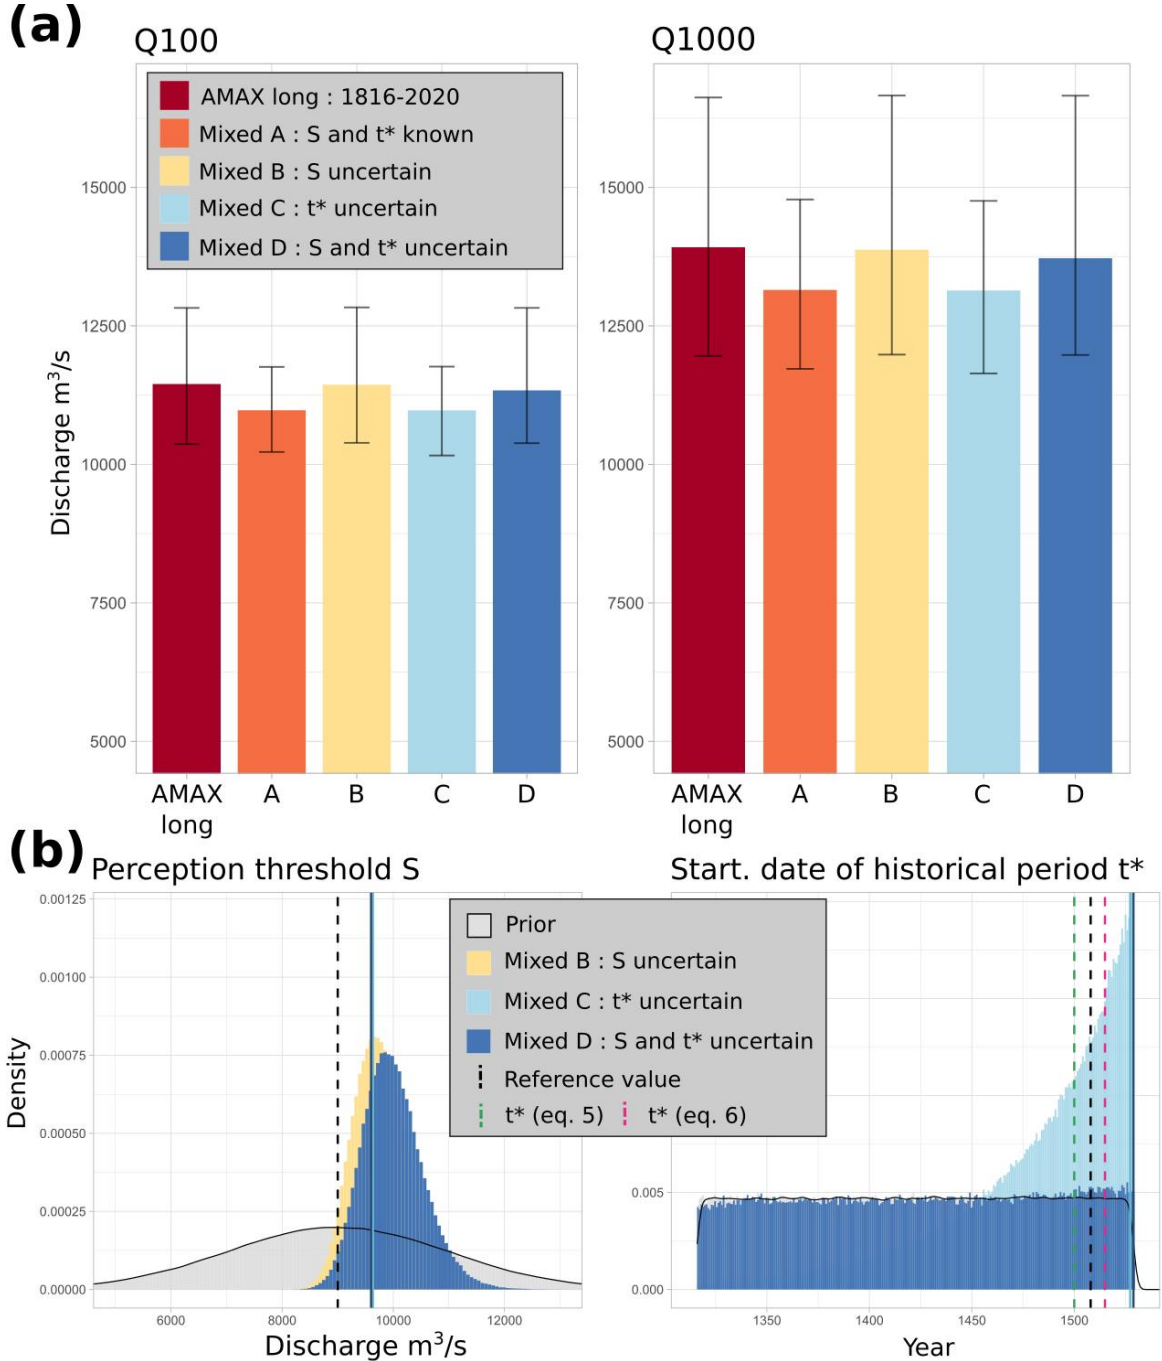 (a)
Q100
Q1000
AMAX long : 1816-2020
Mixed A : S and t* known
Mixed B : S uncertain
Mixed C : t* uncertain
Mixed D : S and t* uncertain
Discharge m³/s
15000
12500
10000
7500
5000
15000
12500
10000
7500
5000
AMAX long
A
B
C
D
AMAX long
A
B
C
D
(b)
Perception threshold S
Start. date of historical period t*
Prior
Mixed B : S uncertain
Mixed C : t* uncertain
Mixed D : S and t* uncertain
Reference value
t* (eq. 5)
t* (eq. 6)
Density
0.00125
0.00100
0.00075
0.00050
0.00025
0.00000
6000
8000
10000
12000
Discharge m³/s
0.005
0.000
1350
1400
1450
1500
Year